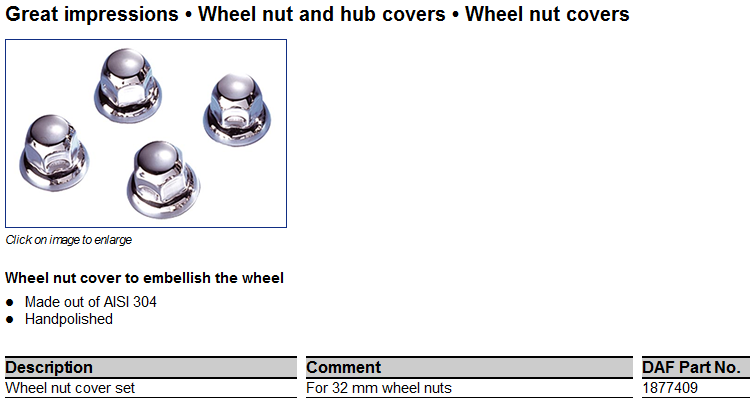 Great impressions • Wheel nut and hub covers • Wheel nut covers
Click on image to enlarge
Wheel nut cover to embellish the wheel
● Made out of AISI 304
● Handpolished
Description Comment DAF Part No.
Wheel nut cover set For 32 mm wheel nuts 1877409